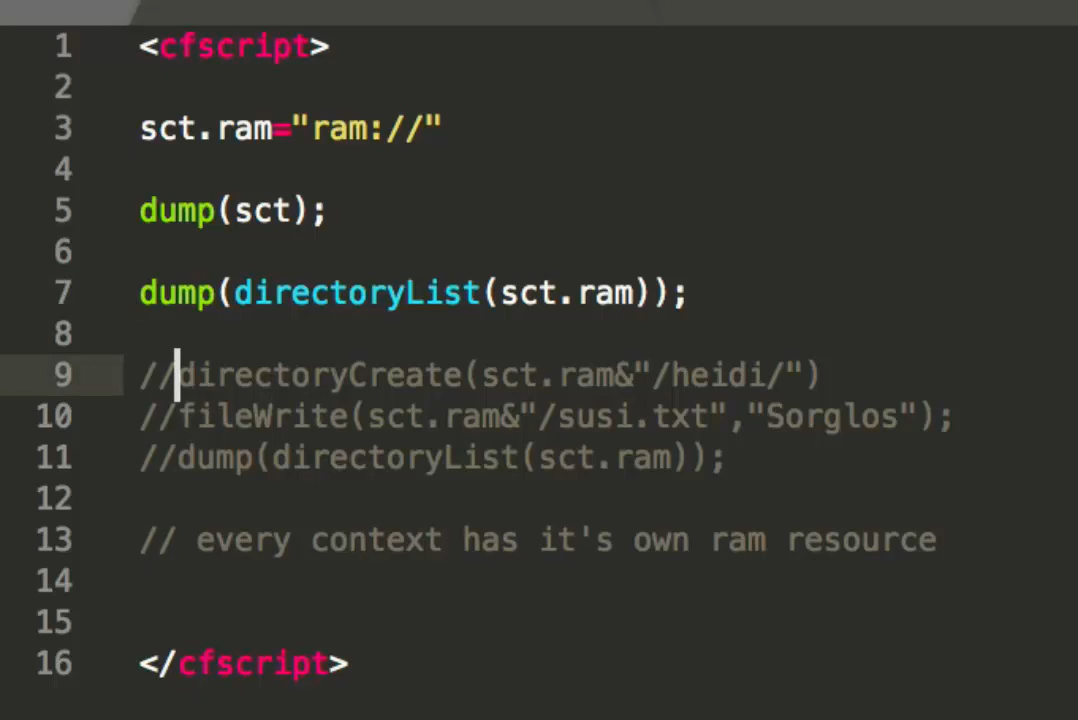 1 <cfscript>
2
3 sct.ram="ram://"
4
5 dump(sct);
6
7 dump(directoryList(sct.ram));
8
9 //directoryCreate(sct.ram&"/heidi/")
10 //fileWrite(sct.ram&"/susi.txt","Sorglos");
11 //dump(directoryList(sct.ram));
12
13 // every context has it's own ram resource
14
15
16 </cfscript>